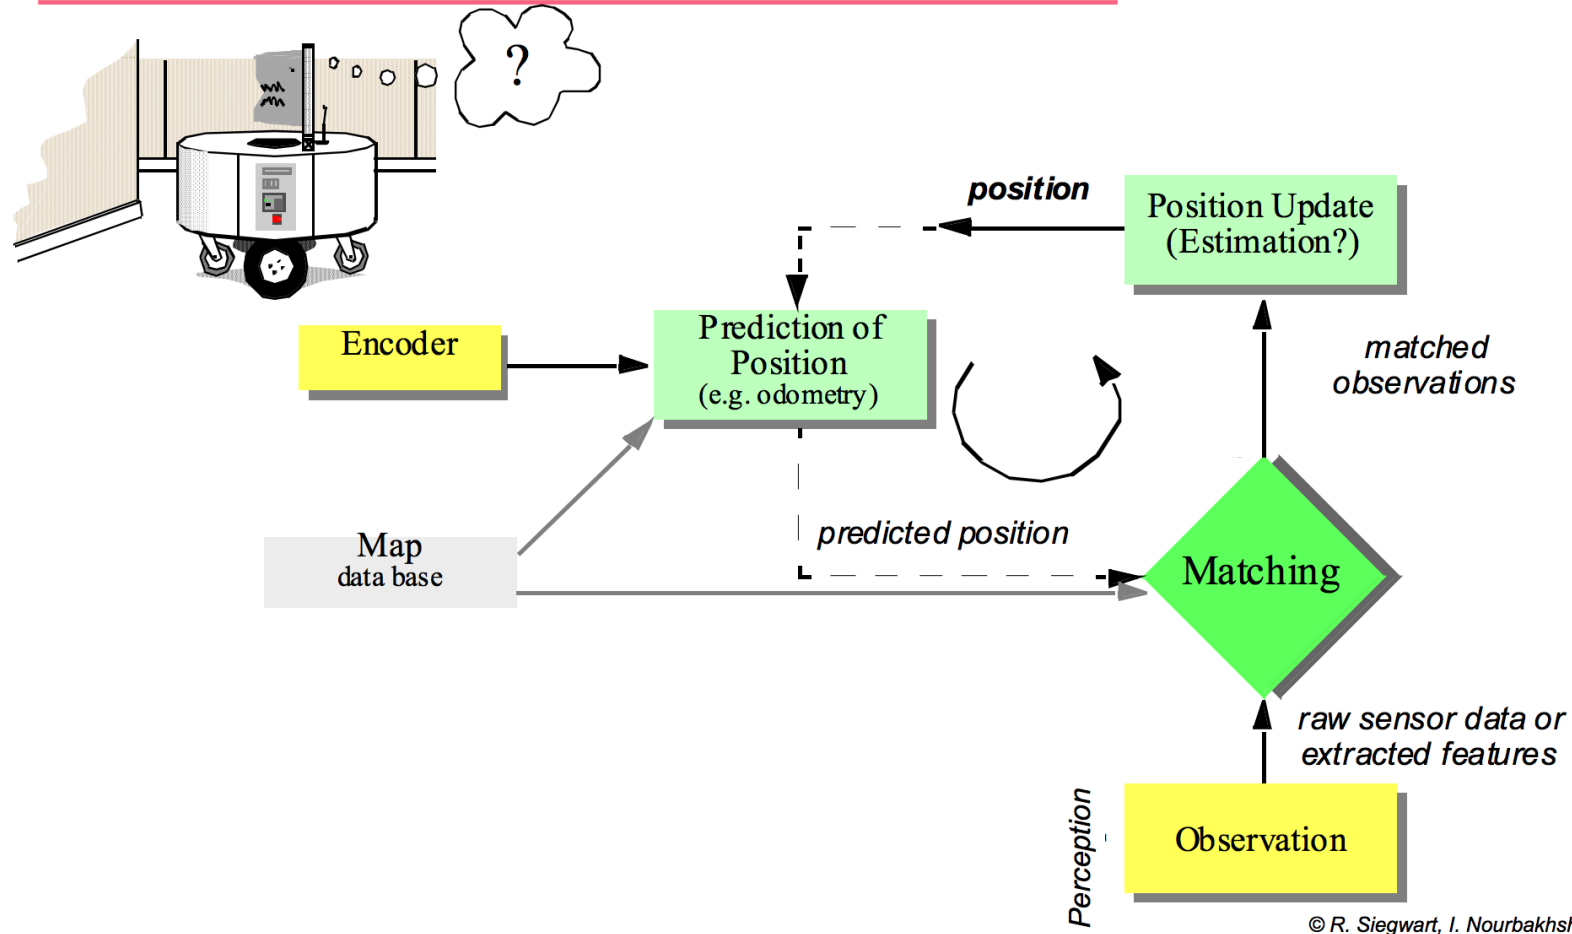 ?
position
Position Update
(Estimation?)
Encoder
Prediction of
Position
(e.g. odometry)
matched
observations
Map
data base
predicted position
Matching
raw sensor data or
extracted features
Perception
Observation
© R. Siegwart, I. Nourbakhsh